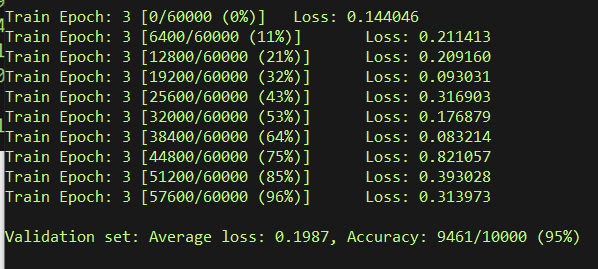 Train Epoch: 3 [0/60000 (0%)]   Loss: 0.144046
Train Epoch: 3 [6400/60000 (11%)]       Loss: 0.211413
Train Epoch: 3 [12800/60000 (21%)]      Loss: 0.209160
Train Epoch: 3 [19200/60000 (32%)]      Loss: 0.093031
Train Epoch: 3 [25600/60000 (43%)]      Loss: 0.316903
Train Epoch: 3 [32000/60000 (53%)]      Loss: 0.176879
Train Epoch: 3 [38400/60000 (64%)]      Loss: 0.083214
Train Epoch: 3 [44800/60000 (75%)]      Loss: 0.821057
Train Epoch: 3 [51200/60000 (85%)]      Loss: 0.393028
Train Epoch: 3 [57600/60000 (96%)]      Loss: 0.313973
Validation set: Average loss: 0.1987, Accuracy: 9461/10000 (95%)